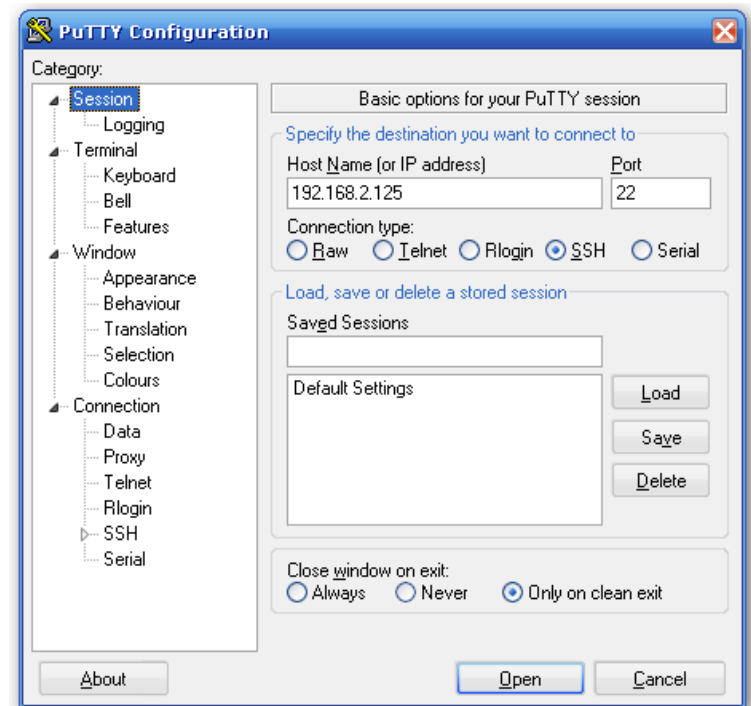 PuTTY Configuration
Category:
Session
Logging
Terminal
Keyboard
Bell
Features
Window
Appearance
Behaviour
Translation
Selection
Colours
Connection
Data
Proxy
Telnet
Rlogin
SSH
Serial
Basic options for your PuTTY session
Specify the destination you want to connect to
Host Name (or IP address) Port
192.168.2.125 22
Connection type:
Raw Telnet Rlogin SSH Serial
Load, save or delete a stored session
Saved Sessions
Default Settings
Load
Save
Delete
Close window on exit:
Always Never Only on clean exit
About Open Cancel